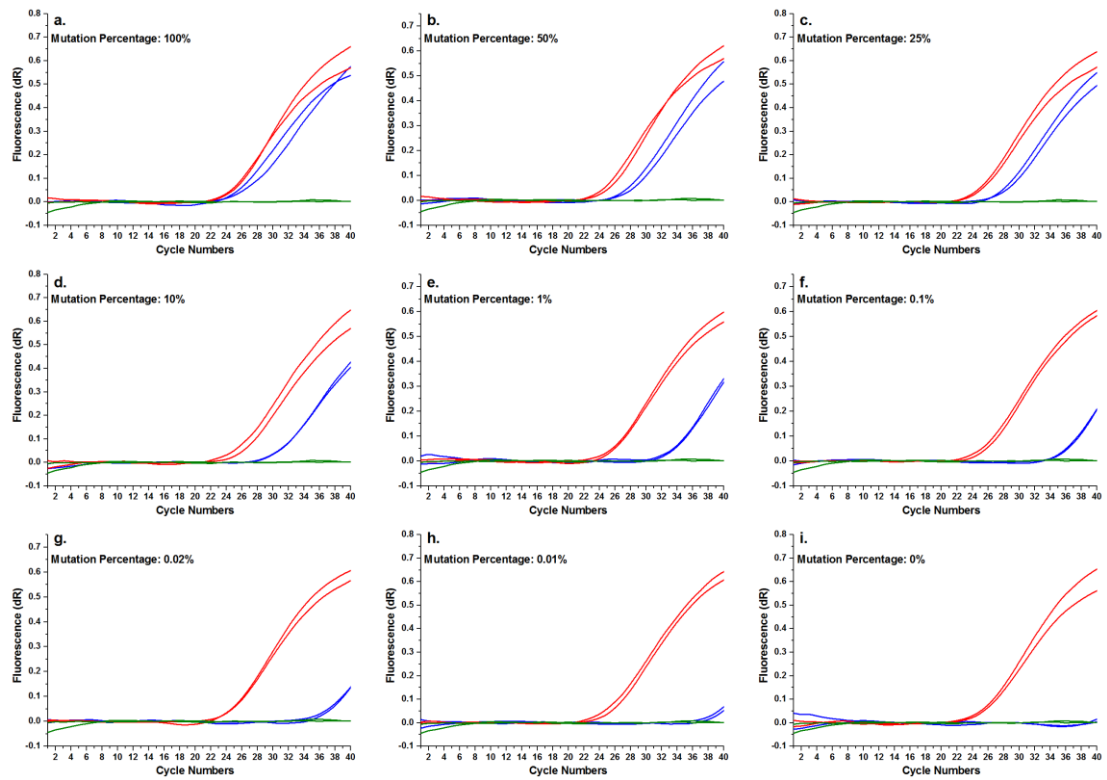 a.
Mutation Percentage: 100%
0.8
0.7
0.6
0.5
0.4
0.3
0.2
0.1
0.0
-0.1
Fluorescence (dR)
2 4 6 8 10 12 14 16 18 20 22 24 26 28 30 32 34 36 38 40
Cycle Numbers
b.
Mutation Percentage: 50%
0.8
0.7
0.6
0.5
0.4
0.3
0.2
0.1
0.0
-0.1
Fluorescence (dR)
2 4 6 8 10 12 14 16 18 20 22 24 26 28 30 32 34 36 38 40
Cycle Numbers
c.
Mutation Percentage: 25%
0.8
0.7
0.6
0.5
0.4
0.3
0.2
0.1
0.0
-0.1
Fluorescence (dR)
2 4 6 8 10 12 14 16 18 20 22 24 26 28 30 32 34 36 38 40
Cycle Numbers
d.
Mutation Percentage: 10%
0.8
0.7
0.6
0.5
0.4
0.3
0.2
0.1
0.0
-0.1
Fluorescence (dR)
2 4 6 8 10 12 14 16 18 20 22 24 26 28 30 32 34 36 38 40
Cycle Numbers
e.
Mutation Percentage: 1%
0.8
0.7
0.6
0.5
0.4
0.3
0.2
0.1
0.0
-0.1
Fluorescence (dR)
2 4 6 8 10 12 14 16 18 20 22 24 26 28 30 32 34 36 38 40
Cycle Numbers
f.
Mutation Percentage: 0.1%
0.8
0.7
0.6
0.5
0.4
0.3
0.2
0.1
0.0
-0.1
Fluorescence (dR)
2 4 6 8 10 12 14 16 18 20 22 24 26 28 30 32 34 36 38 40
Cycle Numbers
g.
Mutation Percentage: 0.02%
0.7
0.6
0.5
0.4
0.3
0.2
0.1
0.0
-0.1
Fluorescence (dR)
2 4 6 8 10 12 14 16 18 20 22 24 26 28 30 32 34 36 38 40
Cycle Numbers
h.
Mutation Percentage: 0.01%
0.7
0.6
0.5
0.4
0.3
0.2
0.1
0.0
-0.1
Fluorescence (dR)
2 4 6 8 10 12 14 16 18 20 22 24 26 28 30 32 34 36 38 40
Cycle Numbers
i.
Mutation Percentage: 0%
0.7
0.6
0.5
0.4
0.3
0.2
0.1
0.0
-0.1
Fluorescence (dR)
2 4 6 8 10 12 14 16 18 20 22 24 26 28 30 32 34 36 38 40
Cycle Numbers